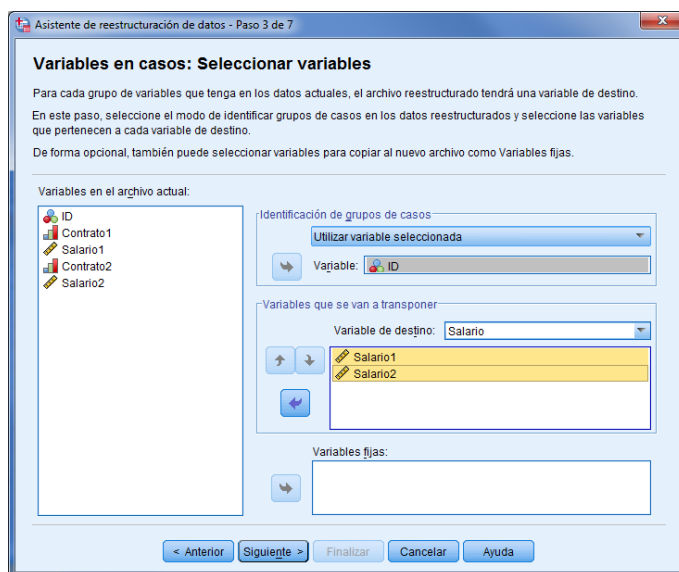 Asistente de reestructuración de datos - Paso 3 de 7
Variables en casos: Seleccionar variables
Para cada grupo de variables que tenga en los datos actuales, el archivo reestructurado tendrá una variable de destino.
En este paso, seleccione el modo de identificar grupos de casos en los datos reestructurados y seleccione las variables
que pertenecen a cada variable de destino.
De forma opcional, también puede seleccionar variables para copiar al nuevo archivo como Variables fijas.
Variables en el archivo actual:
ID
Contrato1
Salario1
Contrato2
Salario2
Identificación de grupos de casos
Utilizar variable seleccionada
Variable: ID
Variables que se van a transponer
Variable de destino: Salario
Salario1
Salario2
Variables fijas:
< Anterior Siguiente > Finalizar Cancelar Ayuda